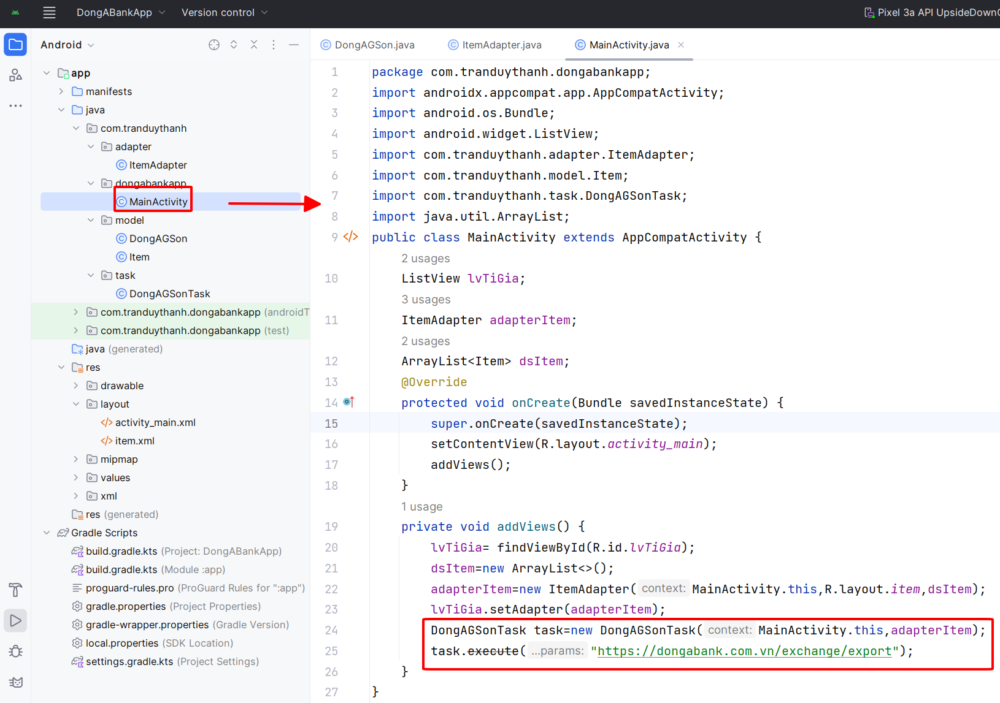 DongABankApp Version control Pixel 3a API UpsideDown
Android
DongAGSon.java ItemAdapter.java MainActivity.java
app
manifests
java
com.tranduythanh
adapter
ItemAdapter
dongabankapp
MainActivity
model
DongAGSon
Item
task
DongAGSonTask
com.tranduythanh.dongabankapp (androidT
com.tranduythanh.dongabankapp (test)
java (generated)
res
drawable
layout
activity_main.xml
item.xml
mipmap
values
xml
res (generated)
Gradle Scripts
build.gradle.kts (Project: DongABankApp)
build.gradle.kts (Module :app)
proguard-rules.pro (ProGuard Rules for ":app")
gradle.properties (Project Properties)
gradle-wrapper.properties (Gradle Version)
local.properties (SDK Location)
settings.gradle.kts (Project Settings)
1 package com.tranduythanh.dongabankapp;
2 import androidx.appcompat.app.AppCompatActivity;
3 import android.os.Bundle;
4 import android.widget.ListView;
5 import com.tranduythanh.adapter.ItemAdapter;
6 import com.tranduythanh.model.Item;
7 import com.tranduythanh.task.DongAGSonTask;
8 import java.util.ArrayList;
9 public class MainActivity extends AppCompatActivity {
2 usages
10 ListView lvTiGia;
3 usages
11 ItemAdapter adapterItem;
2 usages
12 ArrayList<Item> dsItem;
13 @Override
14 protected void onCreate(Bundle savedInstanceState) {
15 super.onCreate(savedInstanceState);
16 setContentView(R.layout.activity_main);
17 addViews();
18 }
1 usage
19 private void addViews() {
20 lvTiGia= findViewById(R.id.lvTiGia);
21 dsItem=new ArrayList<>();
22 adapterItem=new ItemAdapter( context: MainActivity.this,R.layout.item,dsItem);
23 lvTiGia.setAdapter(adapterItem);
24 DongAGSonTask task=new DongAGSonTask( context: MainActivity.this,adapterItem);
25 task.execute( ...params: "https://dongabank.com.vn/exchange/export");
26 }
27 }